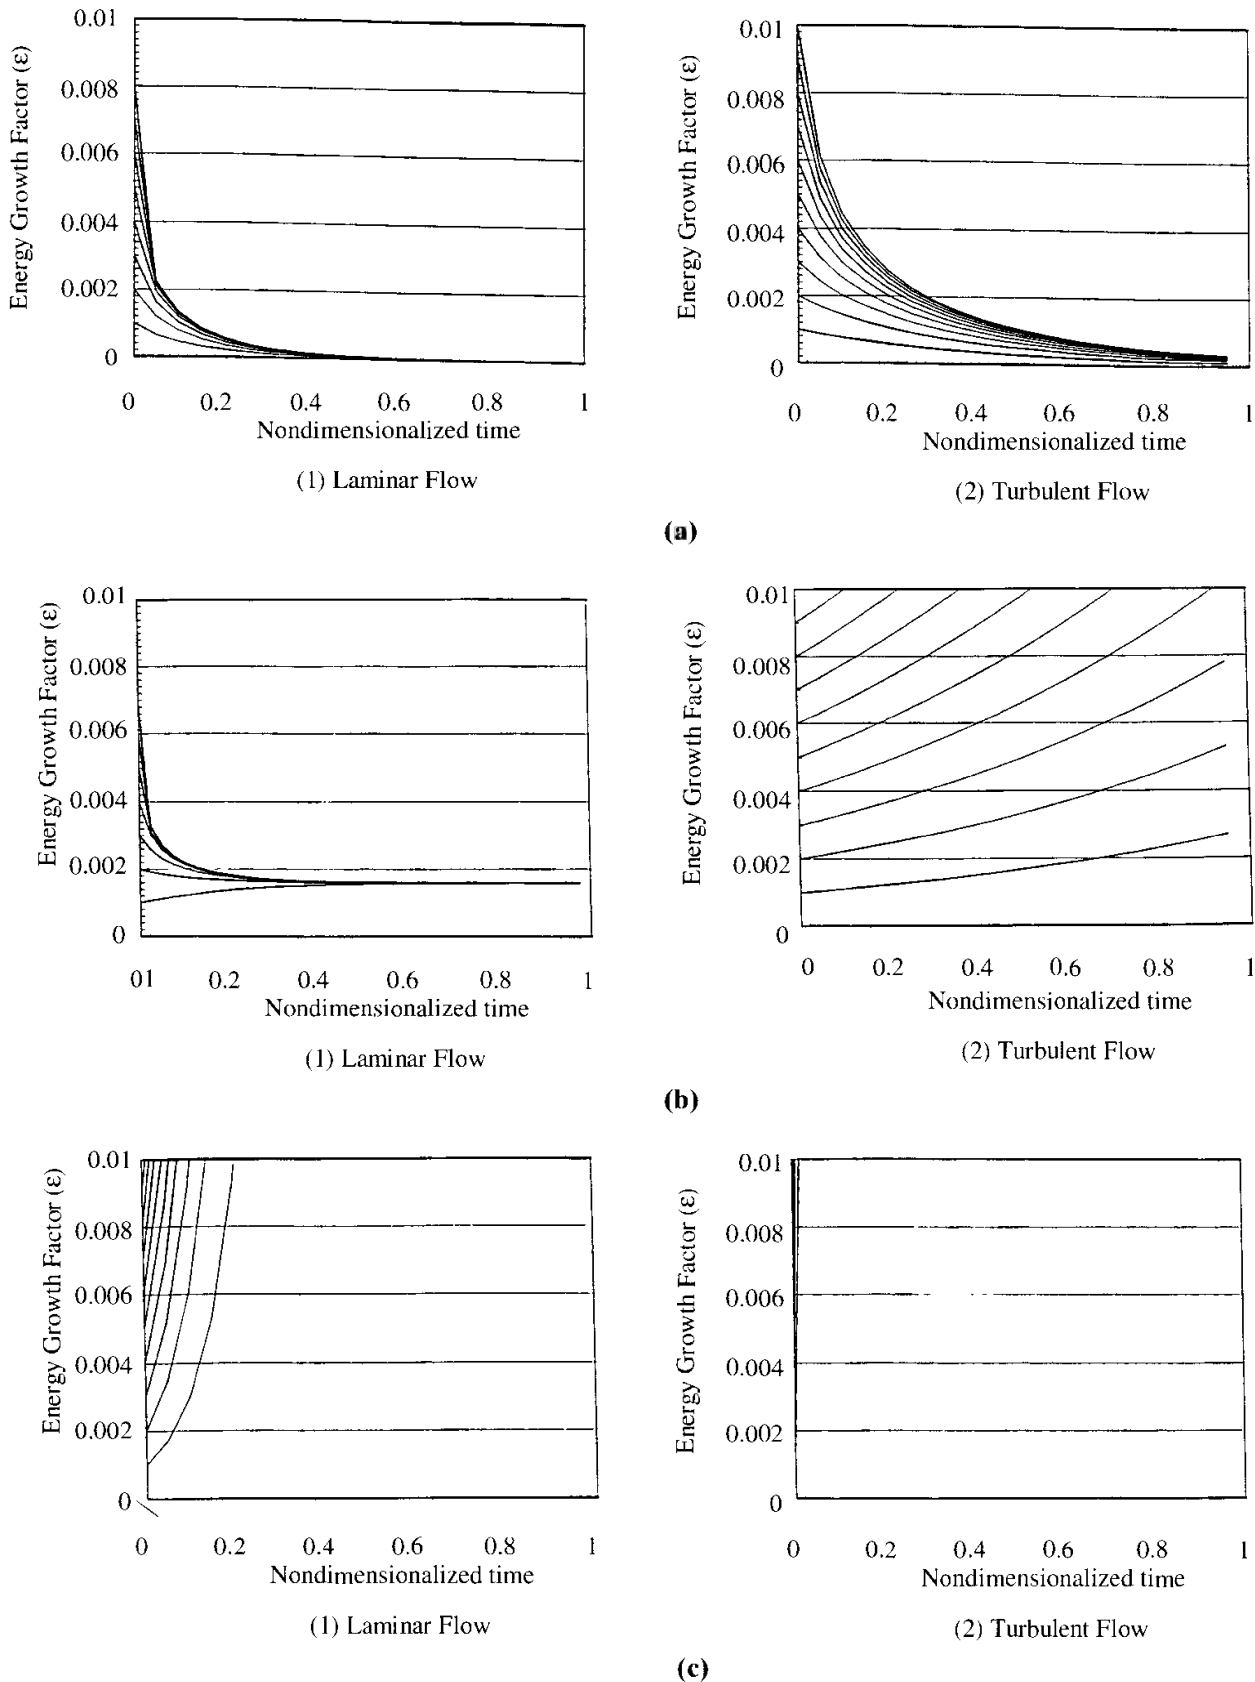 0.01
0.008
0.006
0.004
0.002
0
Energy Growth Factor (ε)
0 0.2 0.4 0.6 0.8 1
Nondimensionalized time
(1) Laminar Flow
0.01
0.008
0.006
0.004
0.002
0
Energy Growth Factor (ε)
0 0.2 0.4 0.6 0.8 1
Nondimensionalized time
(2) Turbulent Flow
(a)
0.01
0.008
0.006
0.004
0.002
0
Energy Growth Factor (ε)
01 0.2 0.4 0.6 0.8 1
Nondimensionalized time
(1) Laminar Flow
0.01
0.008
0.006
0.004
0.002
0
Energy Growth Factor (ε)
0 0.2 0.4 0.6 0.8 1
Nondimensionalized time
(2) Turbulent Flow
(b)
0.01
0.008
0.006
0.004
0.002
0
Energy Growth Factor (ε)
0 0.2 0.4 0.6 0.8 1
Nondimensionalized time
(1) Laminar Flow
0.01
0.008
0.006
0.004
0.002
0
Energy Growth Factor (ε)
0 0.2 0.4 0.6 0.8 1
Nondimensionalized time
(2) Turbulent Flow
(c)